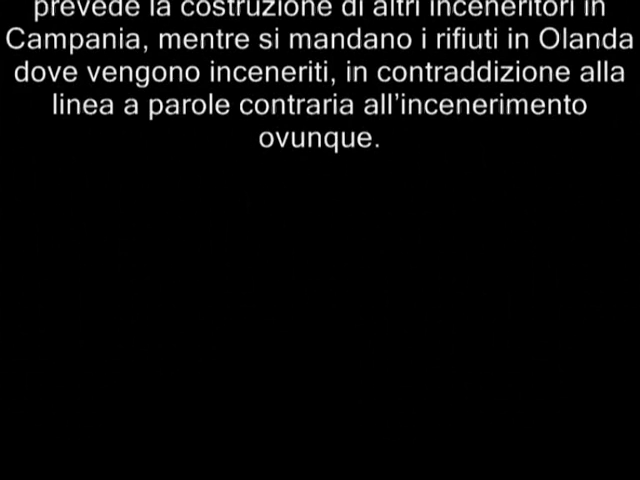 prevede la costruzione di altri inceneritori in
Campania, mentre si mandano i rifiuti in Olanda
dove vengono inceneriti, in contraddizione alla
linea a parole contraria all’incenerimento
ovunque.